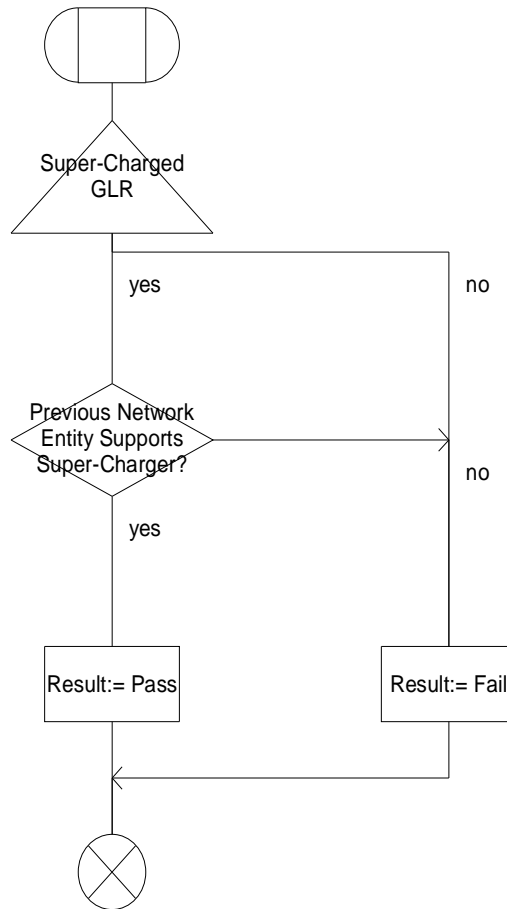 Super-Charged
GLR
yes
no
Previous Network
Entity Supports
Super-Charger?
no
yes
Result:= Pass
Result:= Fail